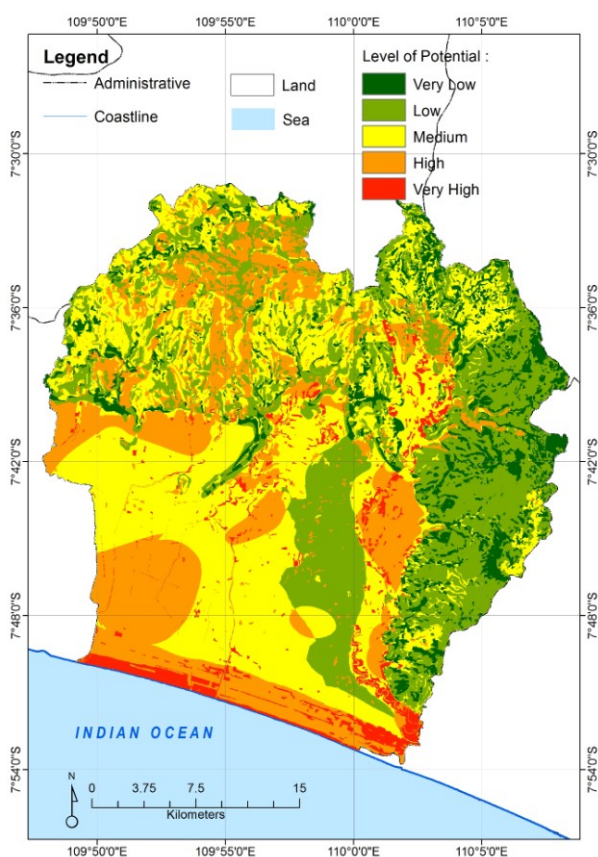 109°50'0"E 109°55'0"E 110°0'0"E 110°5'0"E
Legend
Administrative
Coastline
Land
Sea
Level of Potential :
Very Low
Low
Medium
High
Very High
7°30'0"S 7°30'0"S
7°36'0"S 7°36'0"S
7°42'0"S 7°42'0"S
7°48'0"S 7°48'0"S
7°54'0"S 7°54'0"S
INDIAN OCEAN
N
0 3.75 7.5 15
Kilometers
109°50'0"E 109°55'0"E 110°0'0"E 110°5'0"E